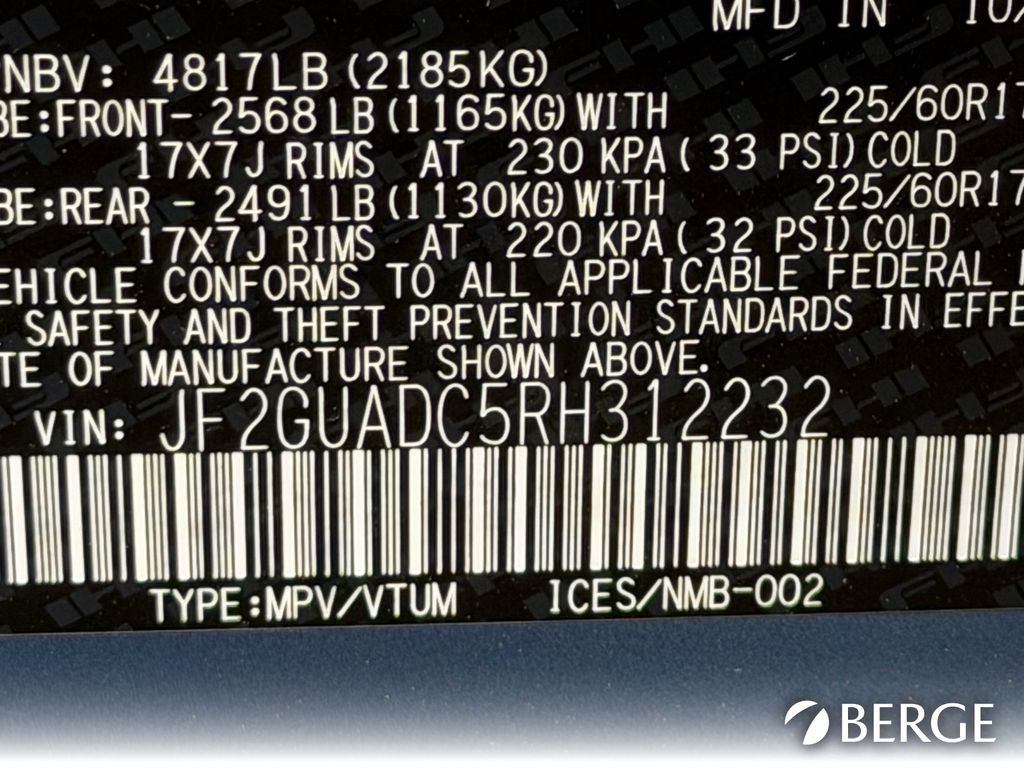 MFD IN 10/
PNBV: 4817LB (2185KG)
BE:FRONT- 2568 LB (1165KG) WITH 225/60R17
17X7J RIMS AT 230 KPA ( 33 PSI) COLD
BE:REAR - 2491 LB (1130KG) WITH 225/60R17
17X7J RIMS AT 220 KPA ( 32 PSI) COLD
EHICLE CONFORMS TO ALL APPLICABLE FEDERAL
SAFETY AND THEFT PREVENTION STANDARDS IN EFFE
TE OF MANUFACTURE SHOWN ABOVE.
VIN: JF2GUADC5RH312232
TYPE:MPV/VTUM ICES/NMB-002
BERGE